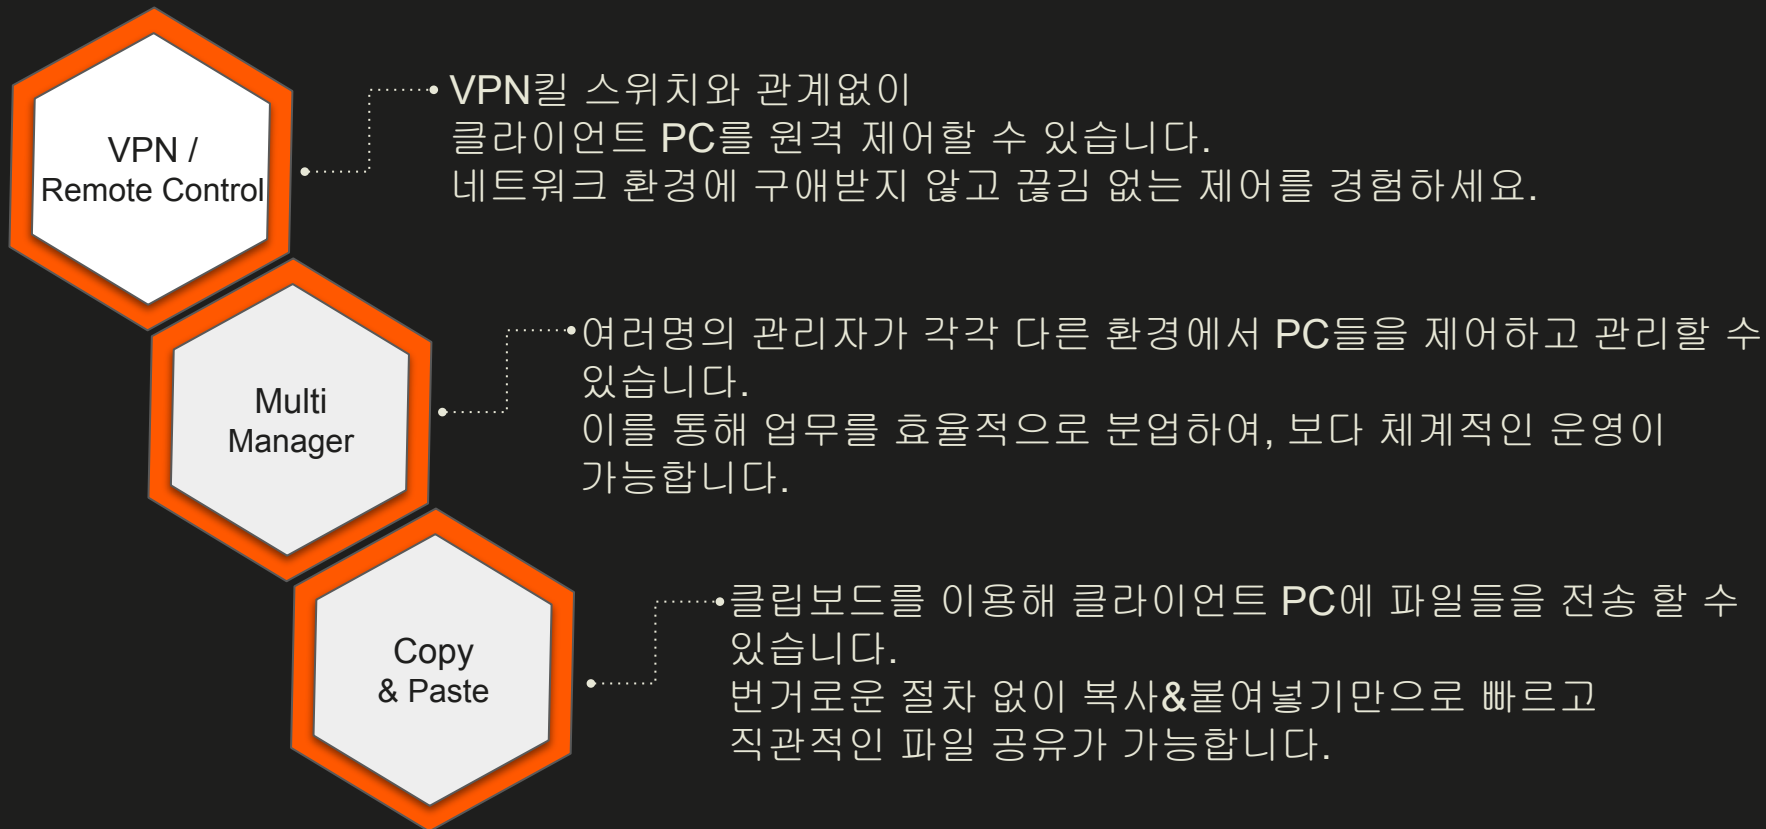 VPN /
Remote Control
VPN킬 스위치와 관계없이
클라이언트 PC를 원격 제어할 수 있습니다.
네트워크 환경에 구애받지 않고 끊김 없는 제어를 경험하세요.
Multi
Manager
여러명의 관리자가 각각 다른 환경에서 PC들을 제어하고 관리할 수
있습니다.
이를 통해 업무를 효율적으로 분업하여, 보다 체계적인 운영이
가능합니다.
Copy
& Paste
클립보드를 이용해 클라이언트 PC에 파일들을 전송 할 수
있습니다.
번거로운 절차 없이 복사&붙여넣기만으로 빠르고
직관적인 파일 공유가 가능합니다.